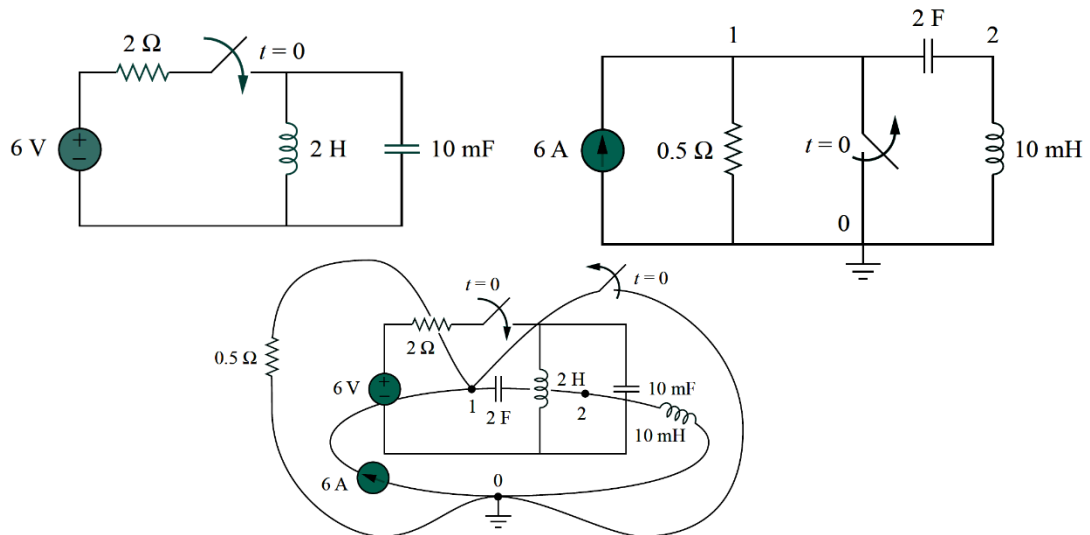 2 Ω
t = 0
6 V
+
−
2 H
10 mF
2 F
1
2
6 A
0.5 Ω
t = 0
10 mH
0
t = 0
t = 0
0.5 Ω
2 Ω
6 V
+
−
2 H
10 mF
1
2 F
2
10 mH
6 A
0